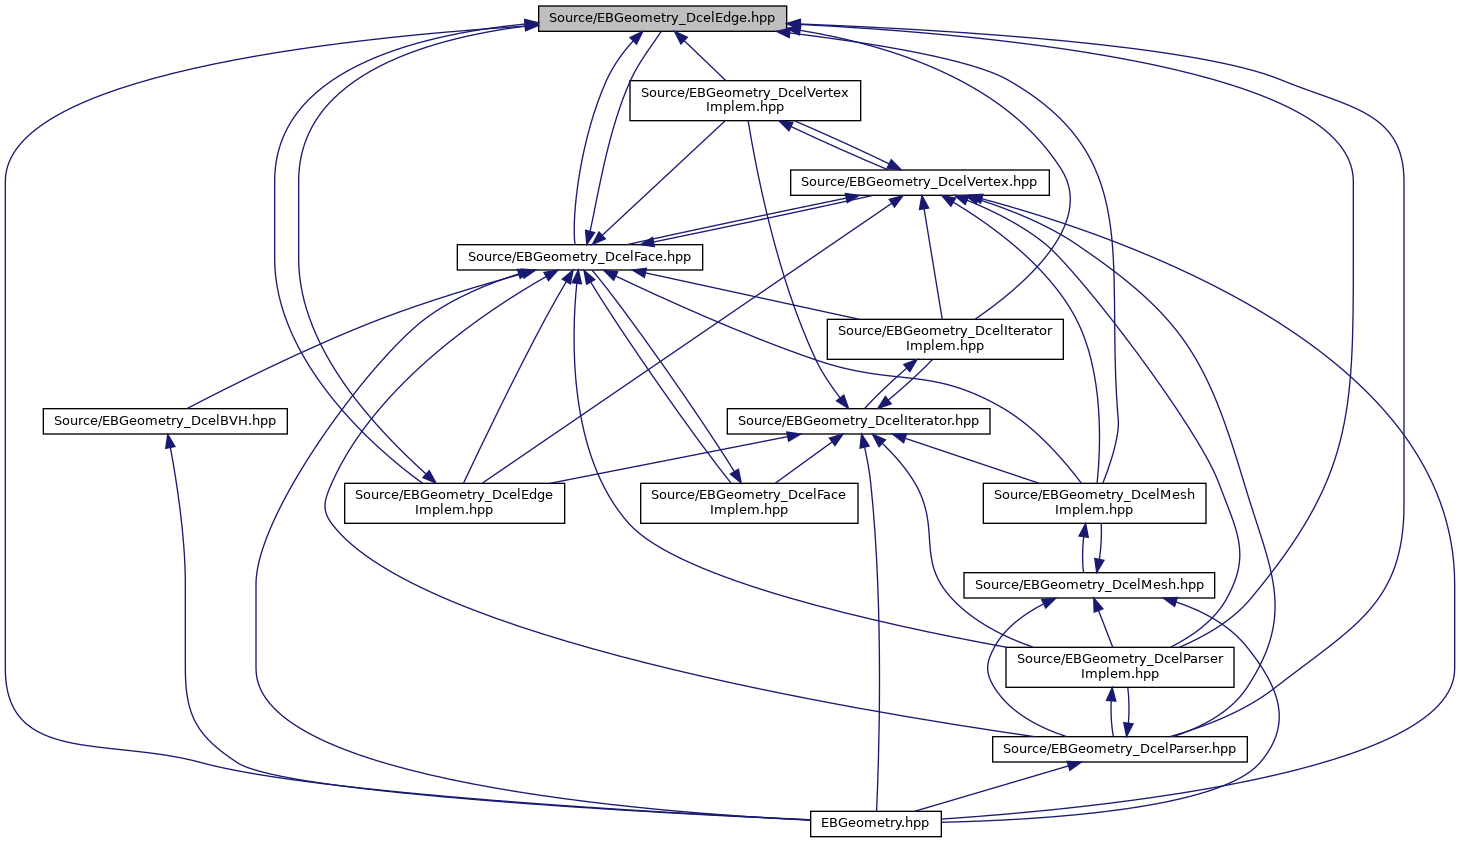 Source/EBGeometry_DcelEdge.hpp
Source/EBGeometry_DcelVertex
Implem.hpp
Source/EBGeometry_DcelVertex.hpp
Source/EBGeometry_DcelFace.hpp
Source/EBGeometry_DcelIterator
Implem.hpp
Source/EBGeometry_DcelBVH.hpp
Source/EBGeometry_DcelIterator.hpp
Source/EBGeometry_DcelEdge
Implem.hpp
Source/EBGeometry_DcelFace
Implem.hpp
Source/EBGeometry_DcelMesh
Implem.hpp
Source/EBGeometry_DcelMesh.hpp
Source/EBGeometry_DcelParser
Implem.hpp
Source/EBGeometry_DcelParser.hpp
EBGeometry.hpp